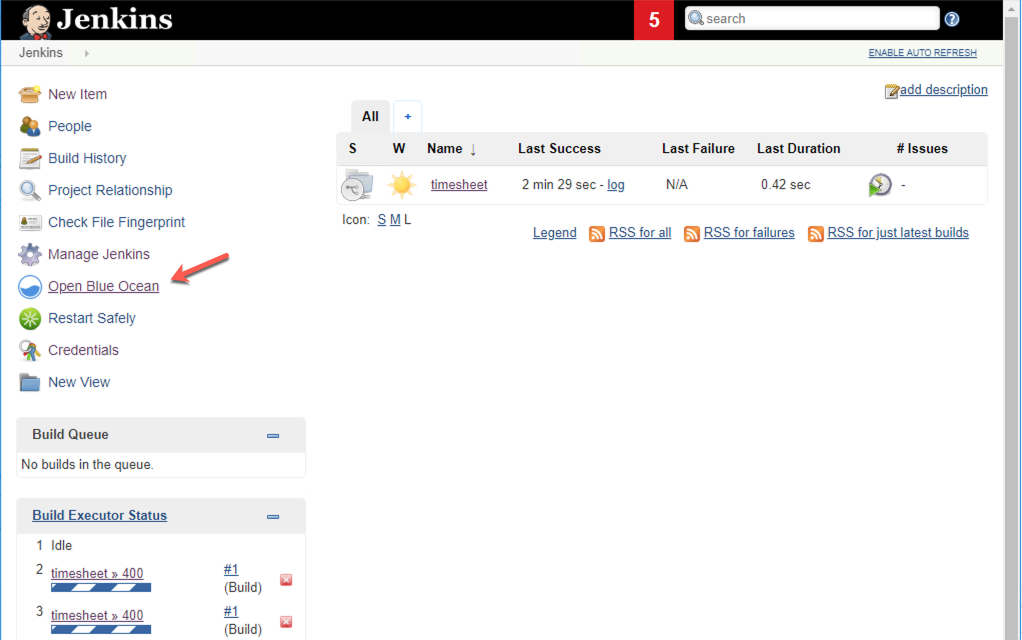 Jenkins
5
search
Jenkins
ENABLE AUTO REFRESH
New Item
People
Build History
Project Relationship
Check File Fingerprint
Manage Jenkins
Open Blue Ocean
Restart Safely
Credentials
New View
add description
All +
S W Name ↓ Last Success Last Failure Last Duration # Issues
timesheet 2 min 29 sec - log N/A 0.42 sec -
Icon: S M L
Legend RSS for all RSS for failures RSS for just latest builds
Build Queue
No builds in the queue.
Build Executor Status
1 Idle
2 timesheet » 400 #1
(Build)
3 timesheet » 400 #1
(Build)